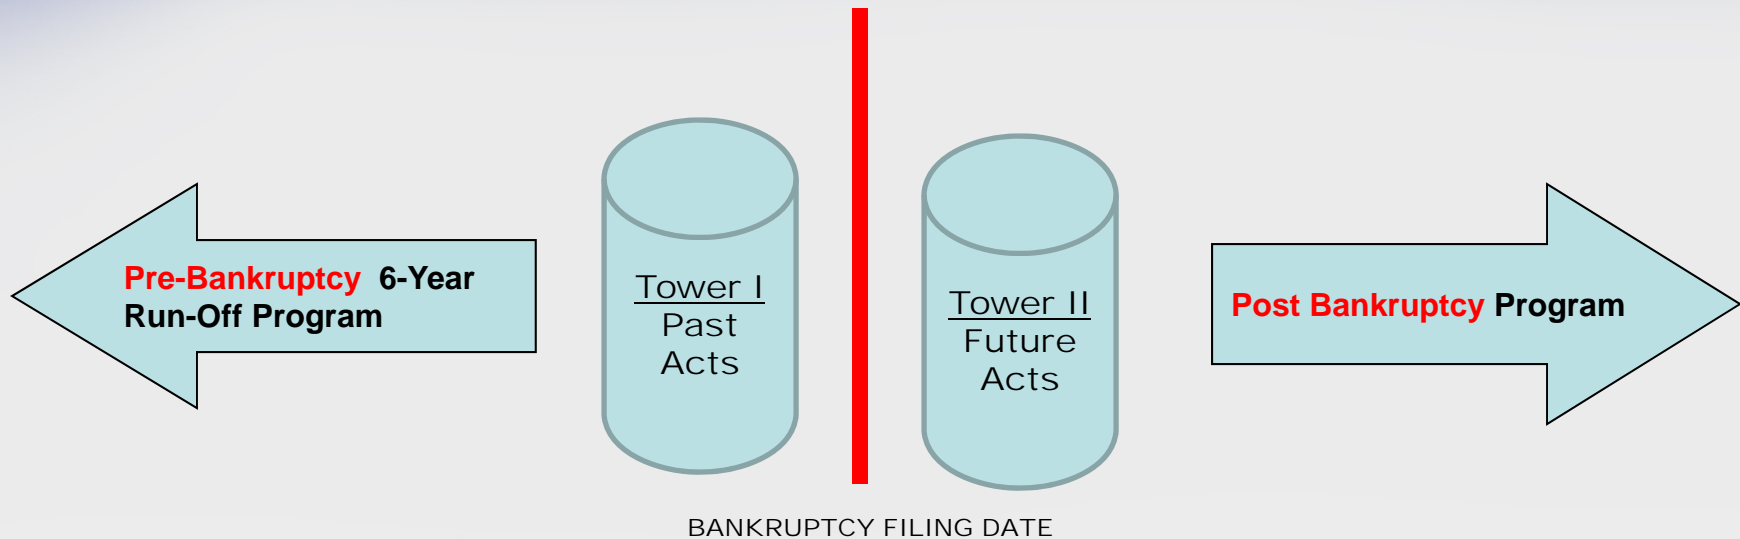 Pre-Bankruptcy 6-Year
Run-Off Program
Tower I
Past
Acts
Tower II
Future
Acts
Post Bankruptcy Program
BANKRUPTCY FILING DATE